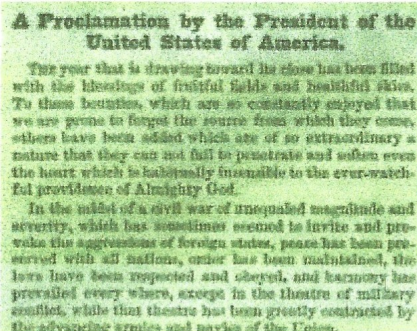 A Proclamation by the President of the
United States of America.
The year that is drawing toward its close has been filled
with the blessings of fruitful fields and healthful skies.
To these bounties, which are so constantly enjoyed that
we are prone to forget the source from which they come,
others have been added which are of so extraordinary a
nature that they can not fail to penetrate and soften even
the heart which is habitually insensible to the ever-watch-
ful providence of Almighty God.
In the midst of a civil war of unequaled magnitude and
severity, which has sometimes seemed to invite and pro-
voke the aggressions of foreign states, peace has been pre-
served with all nations, order has been maintained, the
laws have been respected and obeyed, and harmony has
prevailed every where, except in the theatre of military
conflict, while that theatre has been greatly contracted by
the advancing armies and navies of the Union.